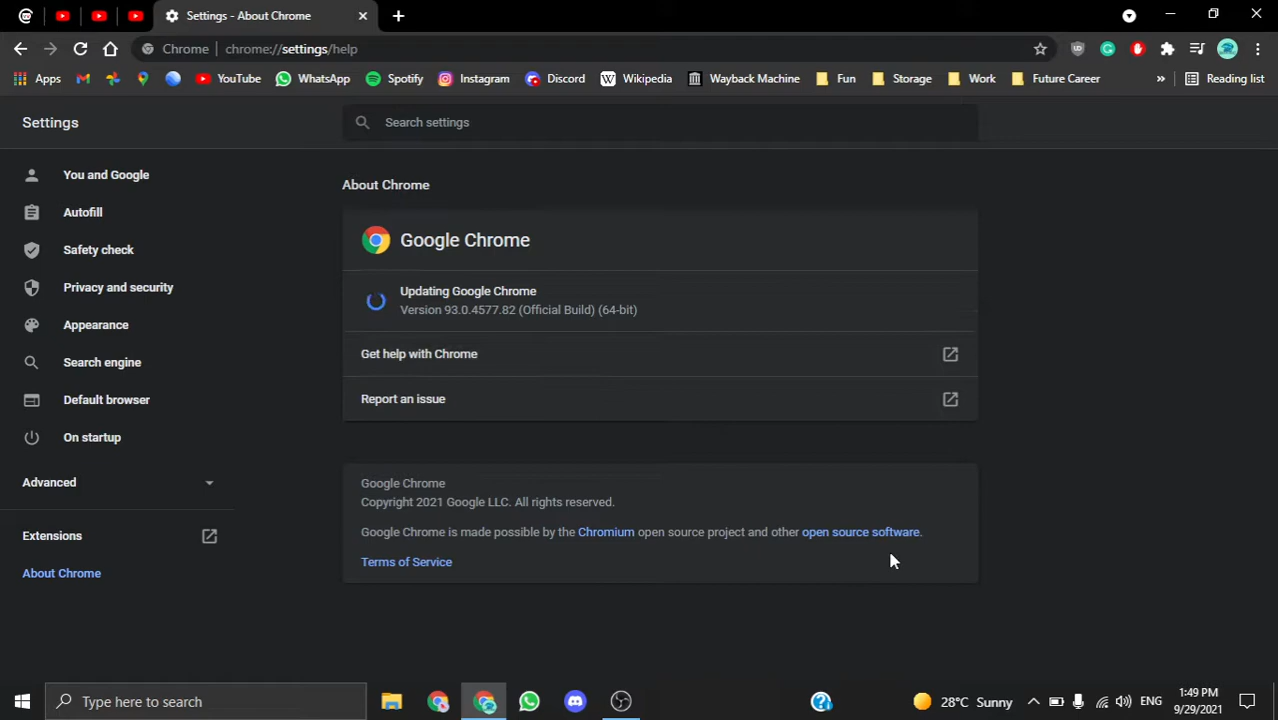 Settings - About Chrome
Chrome
chrome://settings/help
Apps
YouTube
WhatsApp
Spotify
Instagram
Discord
W Wikipedia
Wayback Machine
Fun
Storage
Work
Future Career
»
Reading list
Settings
Search settings
You and Google
Autofill
Safety check
Privacy and security
Appearance
Search engine
Default browser
On startup
Advanced
Extensions
About Chrome
About Chrome
Google Chrome
Updating Google Chrome
Version 93.0.4577.82 (Official Build) (64-bit)
Get help with Chrome
Report an issue
Google Chrome
Copyright 2021 Google LLC. All rights reserved.
Google Chrome is made possible by the Chromium open source project and other open source software.
Terms of Service
Type here to search
28°C Sunny
ENG
1:49 PM
9/29/2021